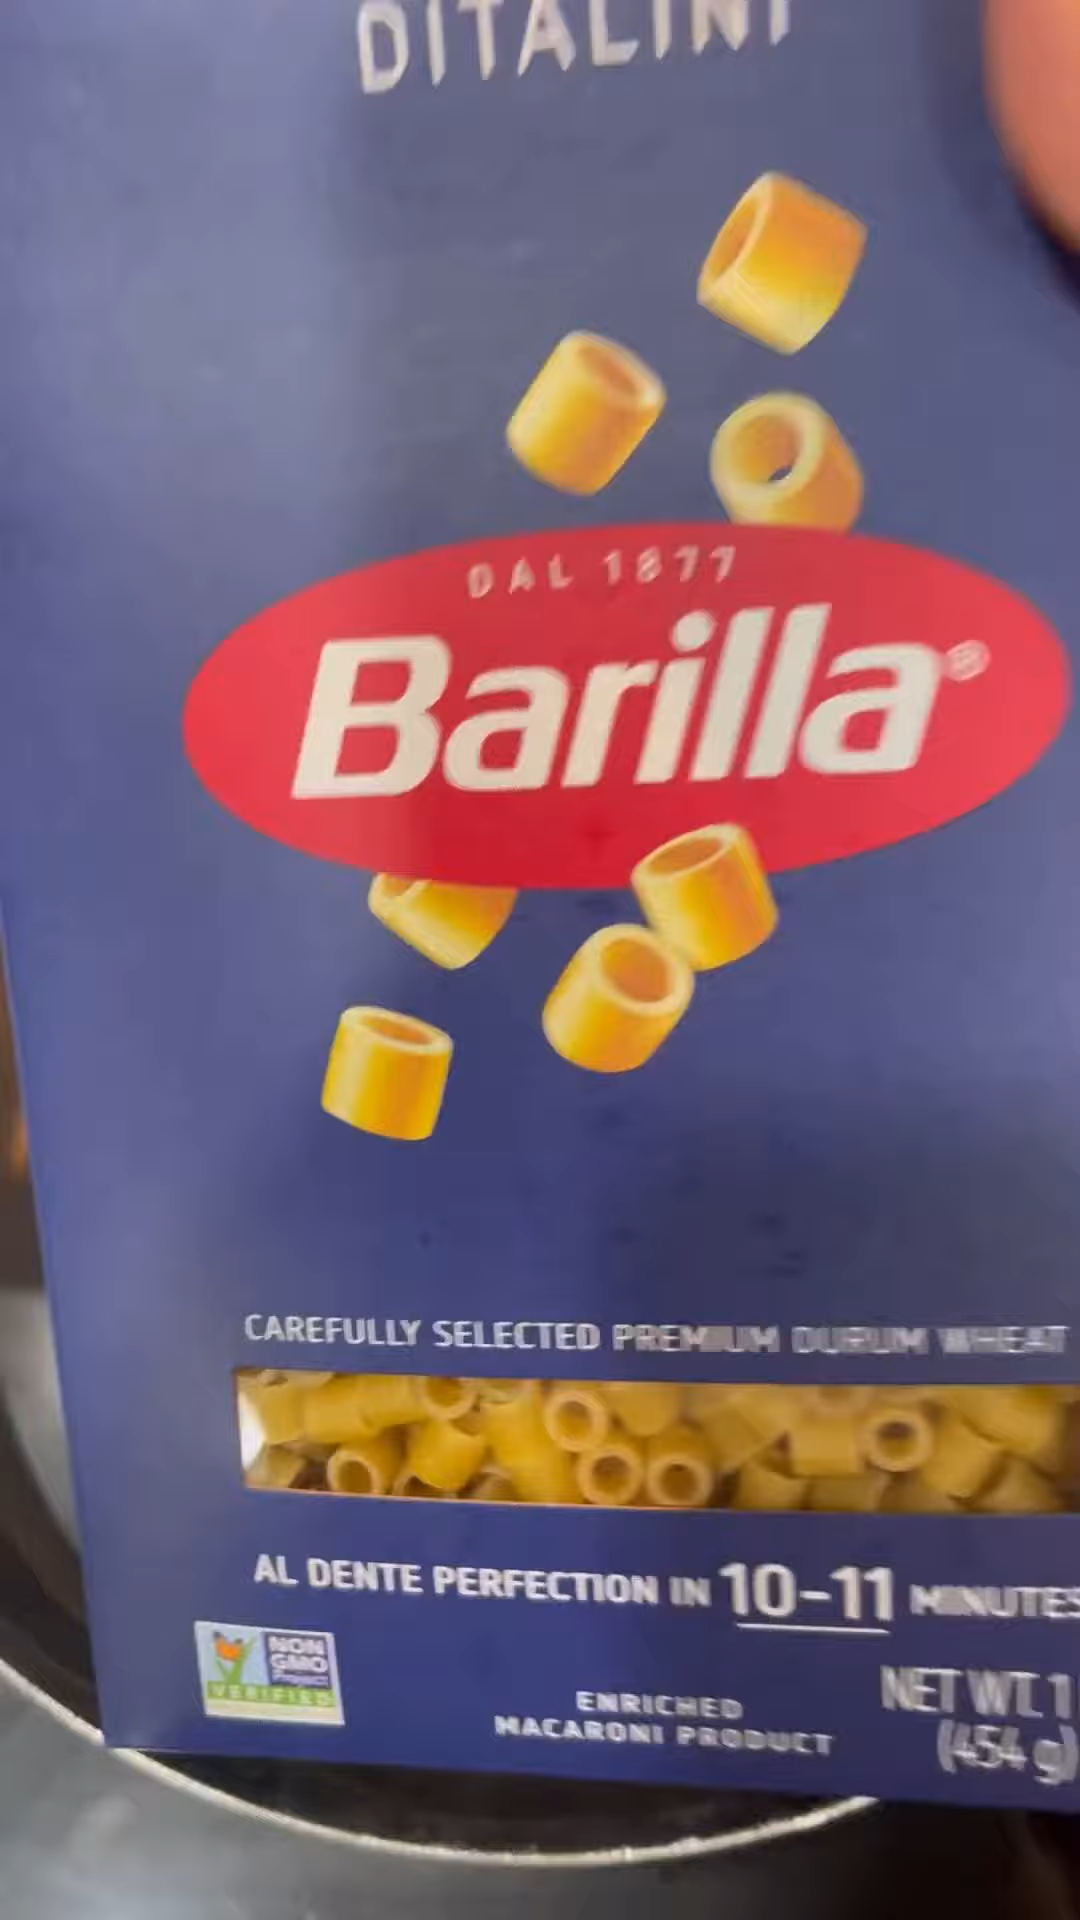 DITALINI
DAL 1877
Barilla®
CAREFULLY SELECTED PREMIUM DURUM WHEAT
AL DENTE PERFECTION IN 10-11 MINUTES
NON
GMO
Project
VERIFIED
ENRICHED
MACARONI PRODUCT
NET WT. 1
(454 g)